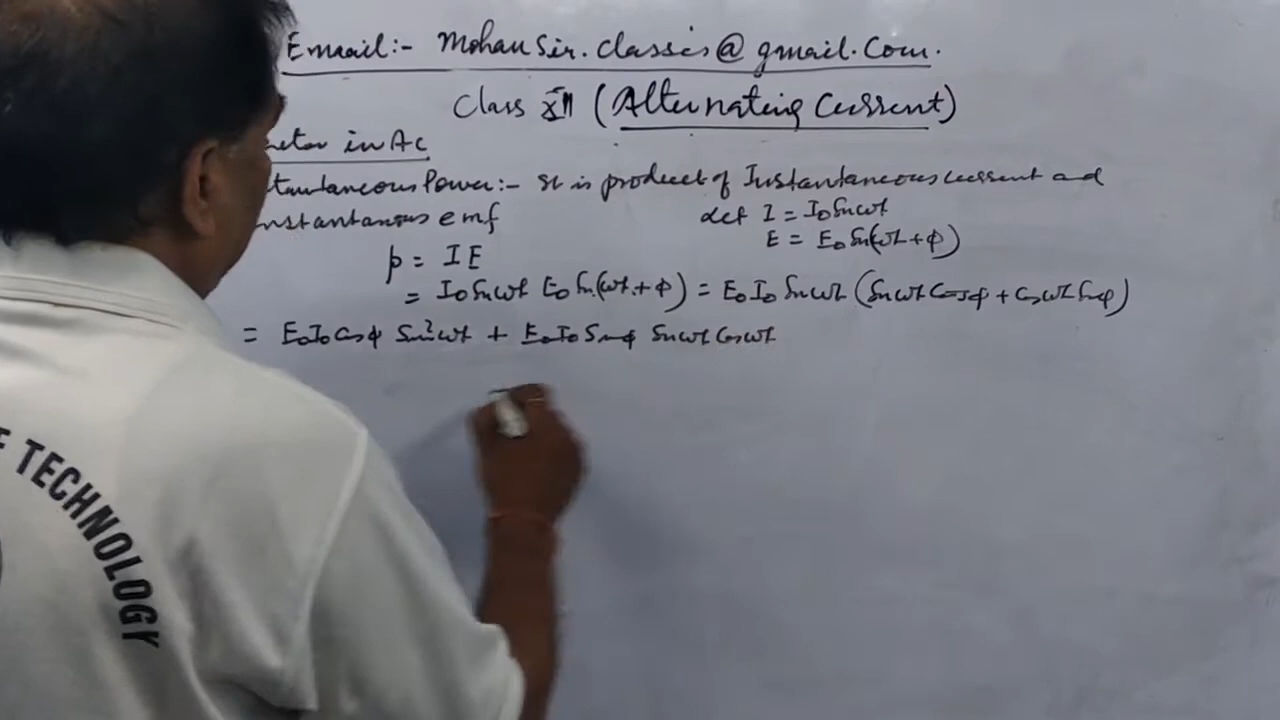 Emaail:- Mohan Sir.classes@gmail.com.
Class XII (Alternating Current)
in Ac
Power:- It is product of Instantaneous current and
emf
let I = I₀ Sinωt
E = E₀ Sin(ωt+φ)
p = IE
= I₀ Sinωt E₀ Sin(ωt+φ) = E₀ I₀ Sinωt (Sinωt Cosφ + Cosωt Sinφ)
= E₀I₀ Cosφ Sin²ωt + E₀I₀ Sinφ Sinωt Cosωt
F TECHNOLOGY